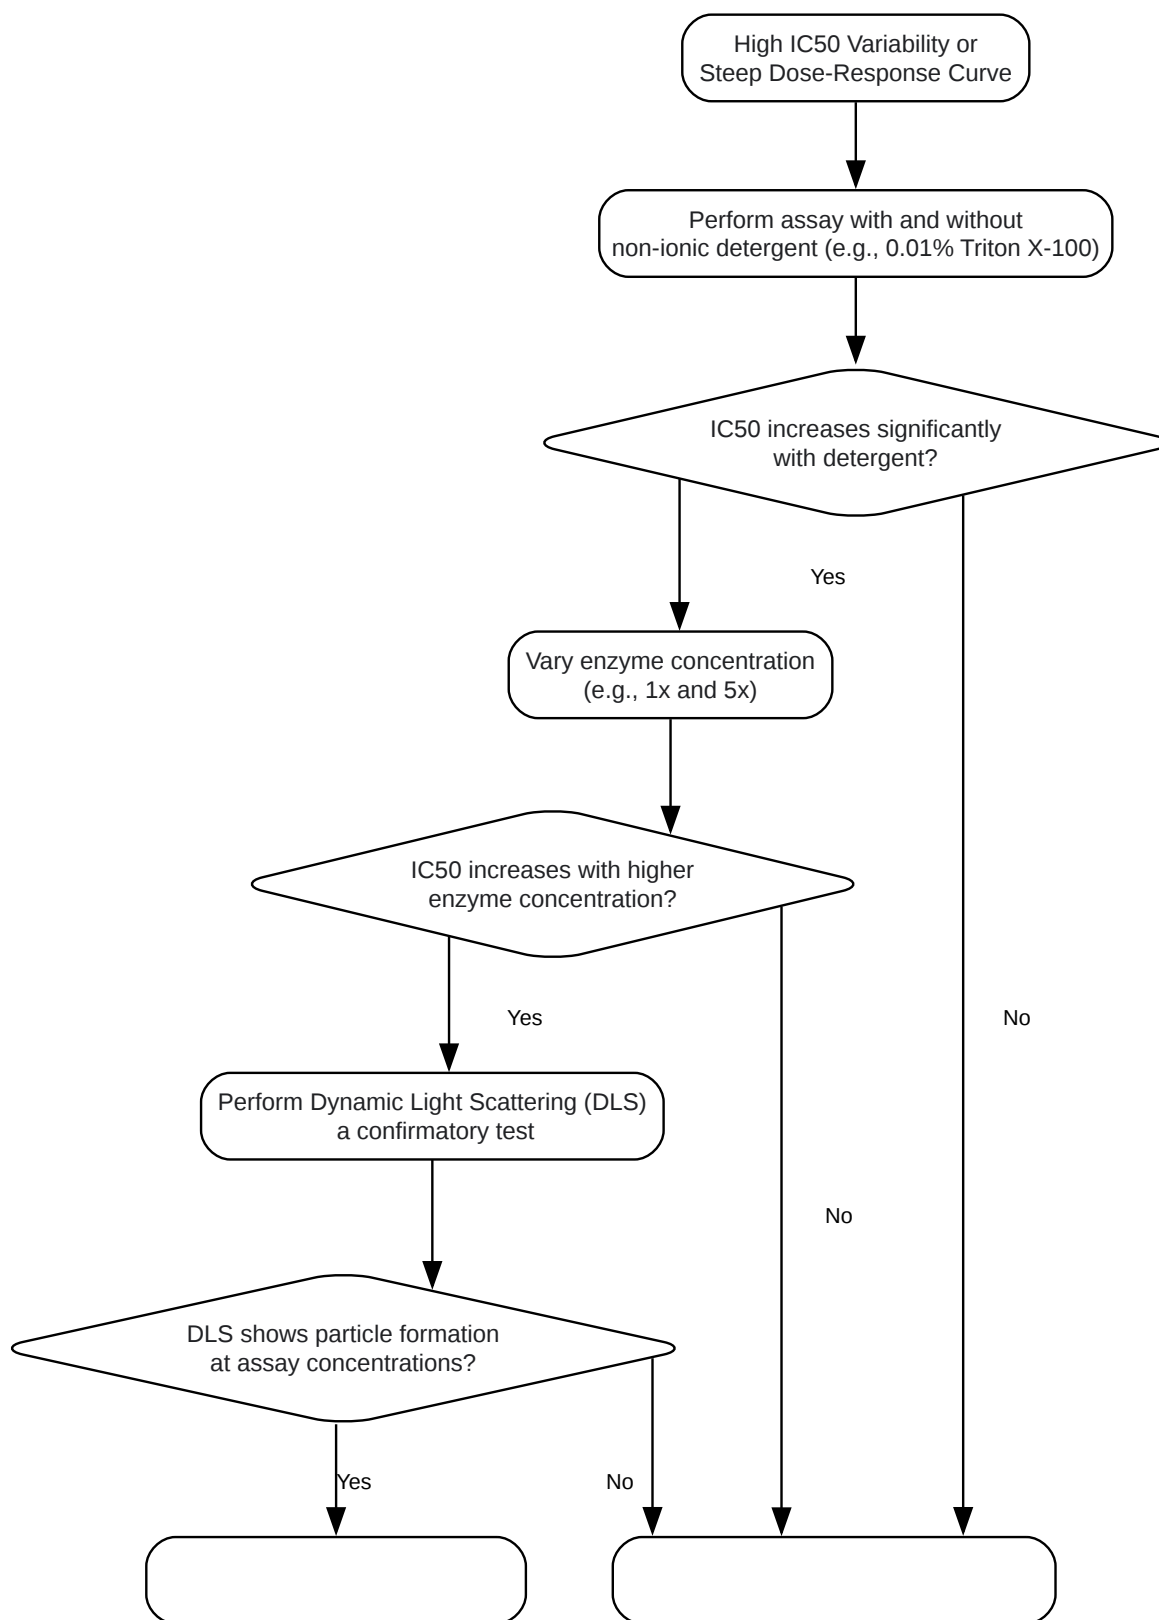 High IC50 Variability or
Steep Dose-Response Curve
Perform assay with and without
non-ionic detergent (e.g., 0.01% Triton X-100)
IC50 increases significantly
with detergent?
Yes
Vary enzyme concentration
(e.g., 1x and 5x)
IC50 increases with higher
enzyme concentration?
Yes
No
Perform Dynamic Light Scattering (DLS)
a confirmatory test
No
DLS shows particle formation
at assay concentrations?
Yes
No